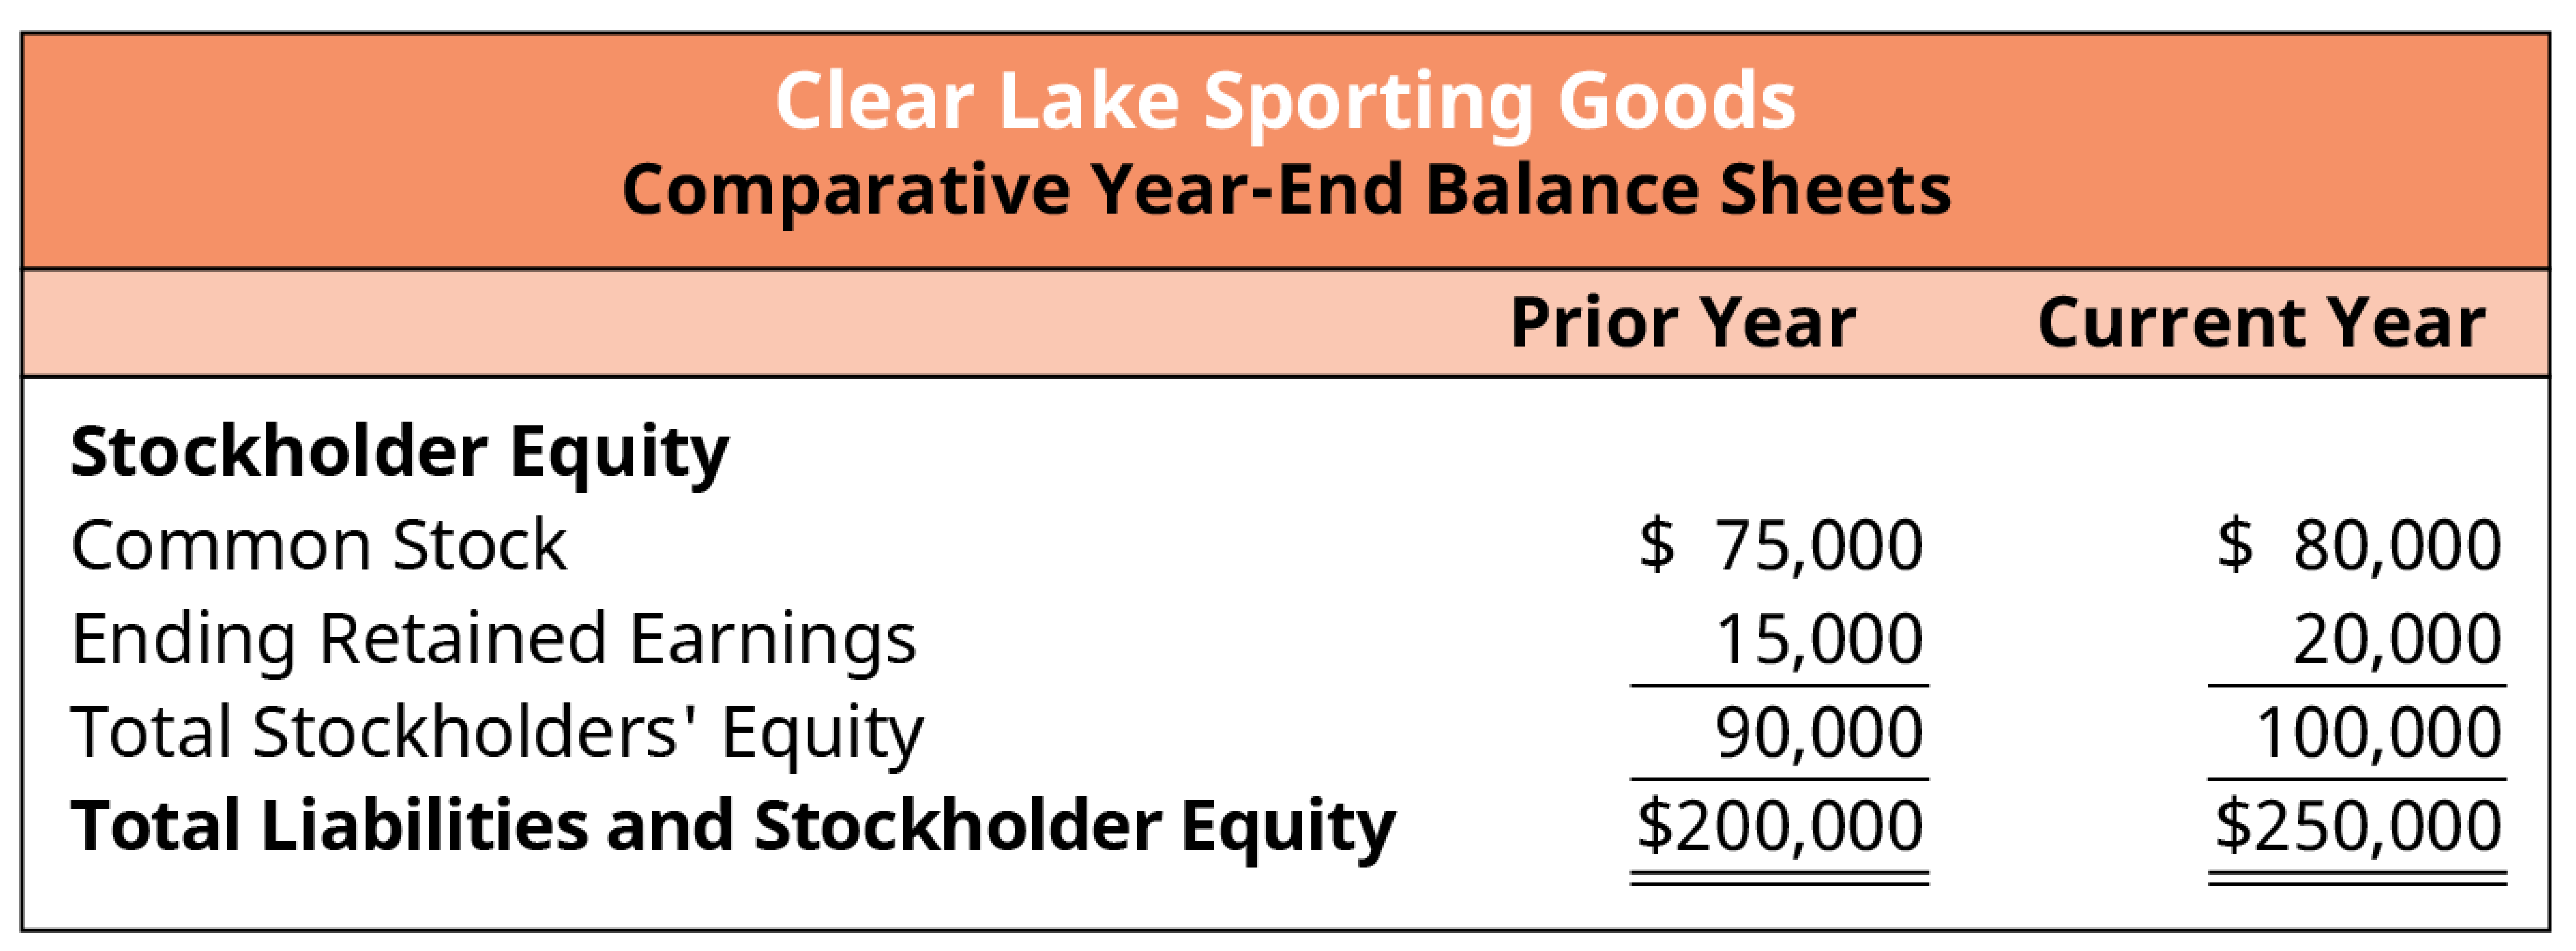 Clear Lake Sporting Goods
Comparative Year-End Balance Sheets
Prior Year Current Year
Stockholder Equity
Common Stock $ 75,000 $ 80,000
Ending Retained Earnings 15,000 20,000
Total Stockholders' Equity 90,000 100,000
Total Liabilities and Stockholder Equity $200,000 $250,000